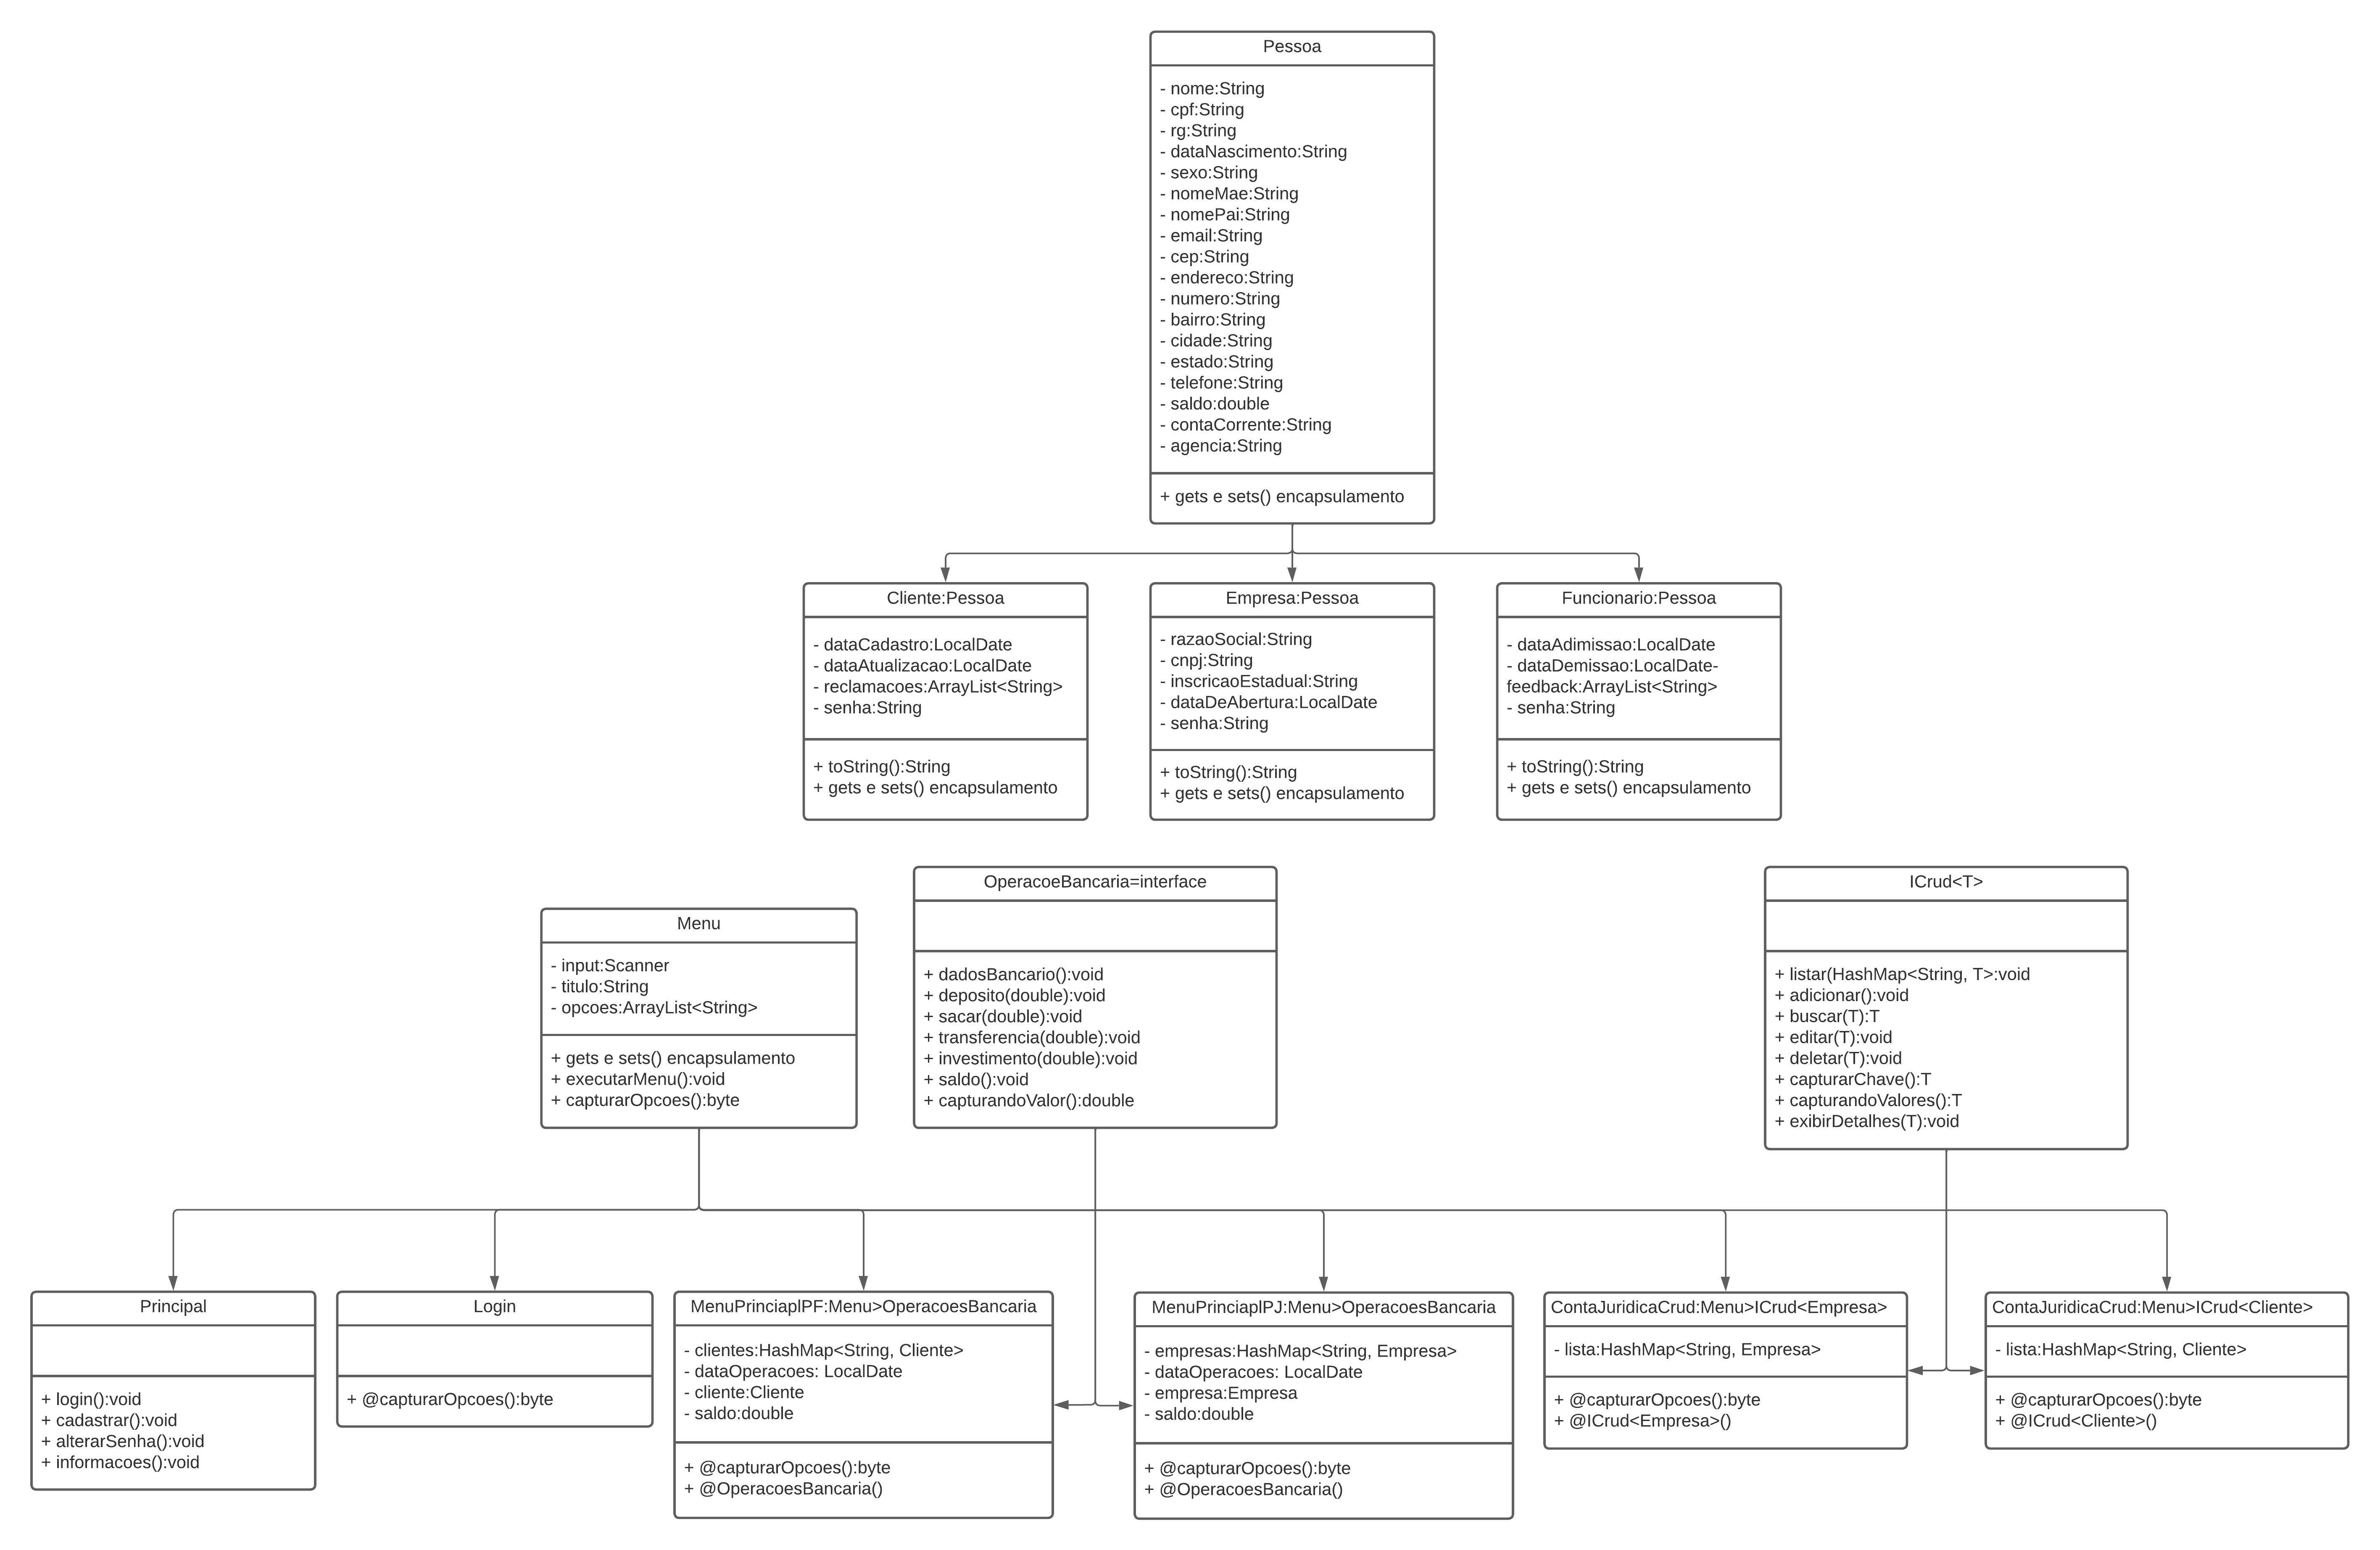 Pessoa
- nome:String
- cpf:String
- rg:String
- dataNascimento:String
- sexo:String
- nomeMae:String
- nomePai:String
- email:String
- cep:String
- endereco:String
- numero:String
- bairro:String
- cidade:String
- estado:String
- telefone:String
- saldo:double
- contaCorrente:String
- agencia:String
+ gets e sets() encapsulamento
Cliente:Pessoa
- dataCadastro:LocalDate
- dataAtualizacao:LocalDate
- reclamacoes:ArrayList<String>
- senha:String
+ toString():String
+ gets e sets() encapsulamento
Empresa:Pessoa
- razaoSocial:String
- cnpj:String
- inscricaoEstadual:String
- dataDeAbertura:LocalDate
- senha:String
+ toString():String
+ gets e sets() encapsulamento
Funcionario:Pessoa
- dataAdimissao:LocalDate
- dataDemissao:LocalDate-
feedback:ArrayList<String>
- senha:String
+ toString():String
+ gets e sets() encapsulamento
Menu
- input:Scanner
- titulo:String
- opcoes:ArrayList<String>
+ gets e sets() encapsulamento
+ executarMenu():void
+ capturarOpcoes():byte
OperacoeBancaria=interface
+ dadosBancario():void
+ deposito(double):void
+ sacar(double):void
+ transferencia(double):void
+ investimento(double):void
+ saldo():void
+ capturandoValor():double
ICrud<T>
+ listar(HashMap<String, T>:void
+ adicionar():void
+ buscar(T):T
+ editar(T):void
+ deletar(T):void
+ capturarChave():T
+ capturandoValores():T
+ exibirDetalhes(T):void
Principal
+ login():void
+ cadastrar():void
+ alterarSenha():void
+ informacoes():void
Login
+ @capturarOpcoes():byte
MenuPrinciaplPF:Menu>OperacoesBancaria
- clientes:HashMap<String, Cliente>
- dataOperacoes: LocalDate
- cliente:Cliente
- saldo:double
+ @capturarOpcoes():byte
+ @OperacoesBancaria()
MenuPrinciaplPJ:Menu>OperacoesBancaria
- empresas:HashMap<String, Empresa>
- dataOperacoes: LocalDate
- empresa:Empresa
- saldo:double
+ @capturarOpcoes():byte
+ @OperacoesBancaria()
ContaJuridicaCrud:Menu>ICrud<Empresa>
- lista:HashMap<String, Empresa>
+ @capturarOpcoes():byte
+ @ICrud<Empresa>()
ContaJuridicaCrud:Menu>ICrud<Cliente>
- lista:HashMap<String, Cliente>
+ @capturarOpcoes():byte
+ @ICrud<Cliente>()